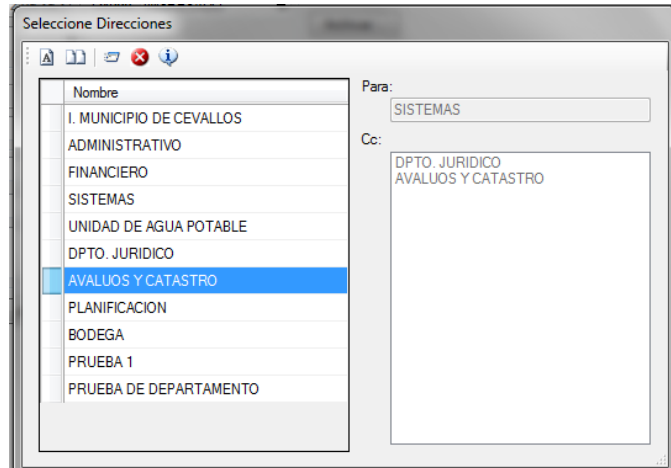 Seleccione Direcciones
Nombre
I. MUNICIPIO DE CEVALLOS
ADMINISTRATIVO
FINANCIERO
SISTEMAS
UNIDAD DE AGUA POTABLE
DPTO. JURIDICO
AVALUOS Y CATASTRO
PLANIFICACION
BODEGA
PRUEBA 1
PRUEBA DE DEPARTAMENTO
Para:
SISTEMAS
Cc:
DPTO. JURIDICO
AVALUOS Y CATASTRO